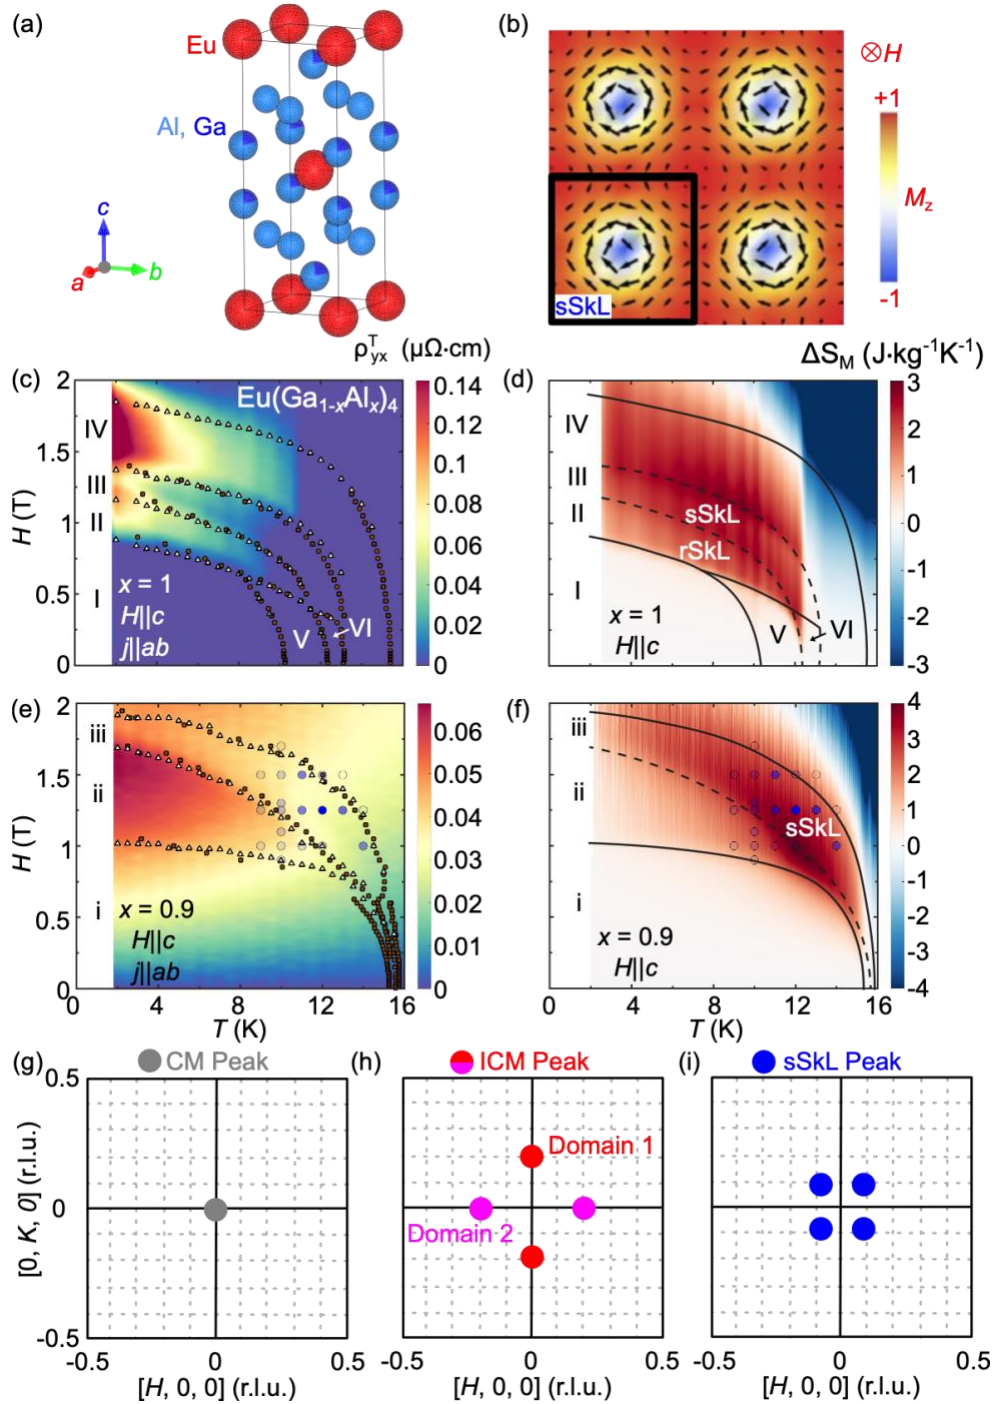 (a)
Eu
Al, Ga
c
a
b
(b)
⊗H
+1
M_z
-1
sSkL
ρ^T_yx (μΩ·cm)
ΔS_M (J·kg⁻¹K⁻¹)
(c)
Eu(Ga₁₋ₓAlₓ)₄
IV
III
II
I
V
VI
x = 1
H||c
j||ab
H (T)
2
1.5
1
0.5
0
0.14
0.12
0.1
0.08
0.06
0.04
0.02
0
(d)
IV
III
II
I
sSkL
rSkL
V
VI
x = 1
H||c
3
2
1
0
-1
-2
-3
(e)
iii
ii
i
x = 0.9
H||c
j||ab
H (T)
2
1.5
1
0.5
0
0 4 8 12 16
T (K)
0.06
0.05
0.04
0.03
0.02
0.01
0
(f)
iii
ii
i
sSkL
x = 0.9
H||c
0 4 8 12 16
T (K)
4
3
2
1
0
-1
-2
-3
-4
(g)
CM Peak
0.5
0
-0.5
[0, K, 0] (r.l.u.)
-0.5 0 0.5
[H, 0, 0] (r.l.u.)
(h)
ICM Peak
Domain 1
Domain 2
-0.5 0 0.5
[H, 0, 0] (r.l.u.)
(i)
sSkL Peak
-0.5 0 0.5
[H, 0, 0] (r.l.u.)